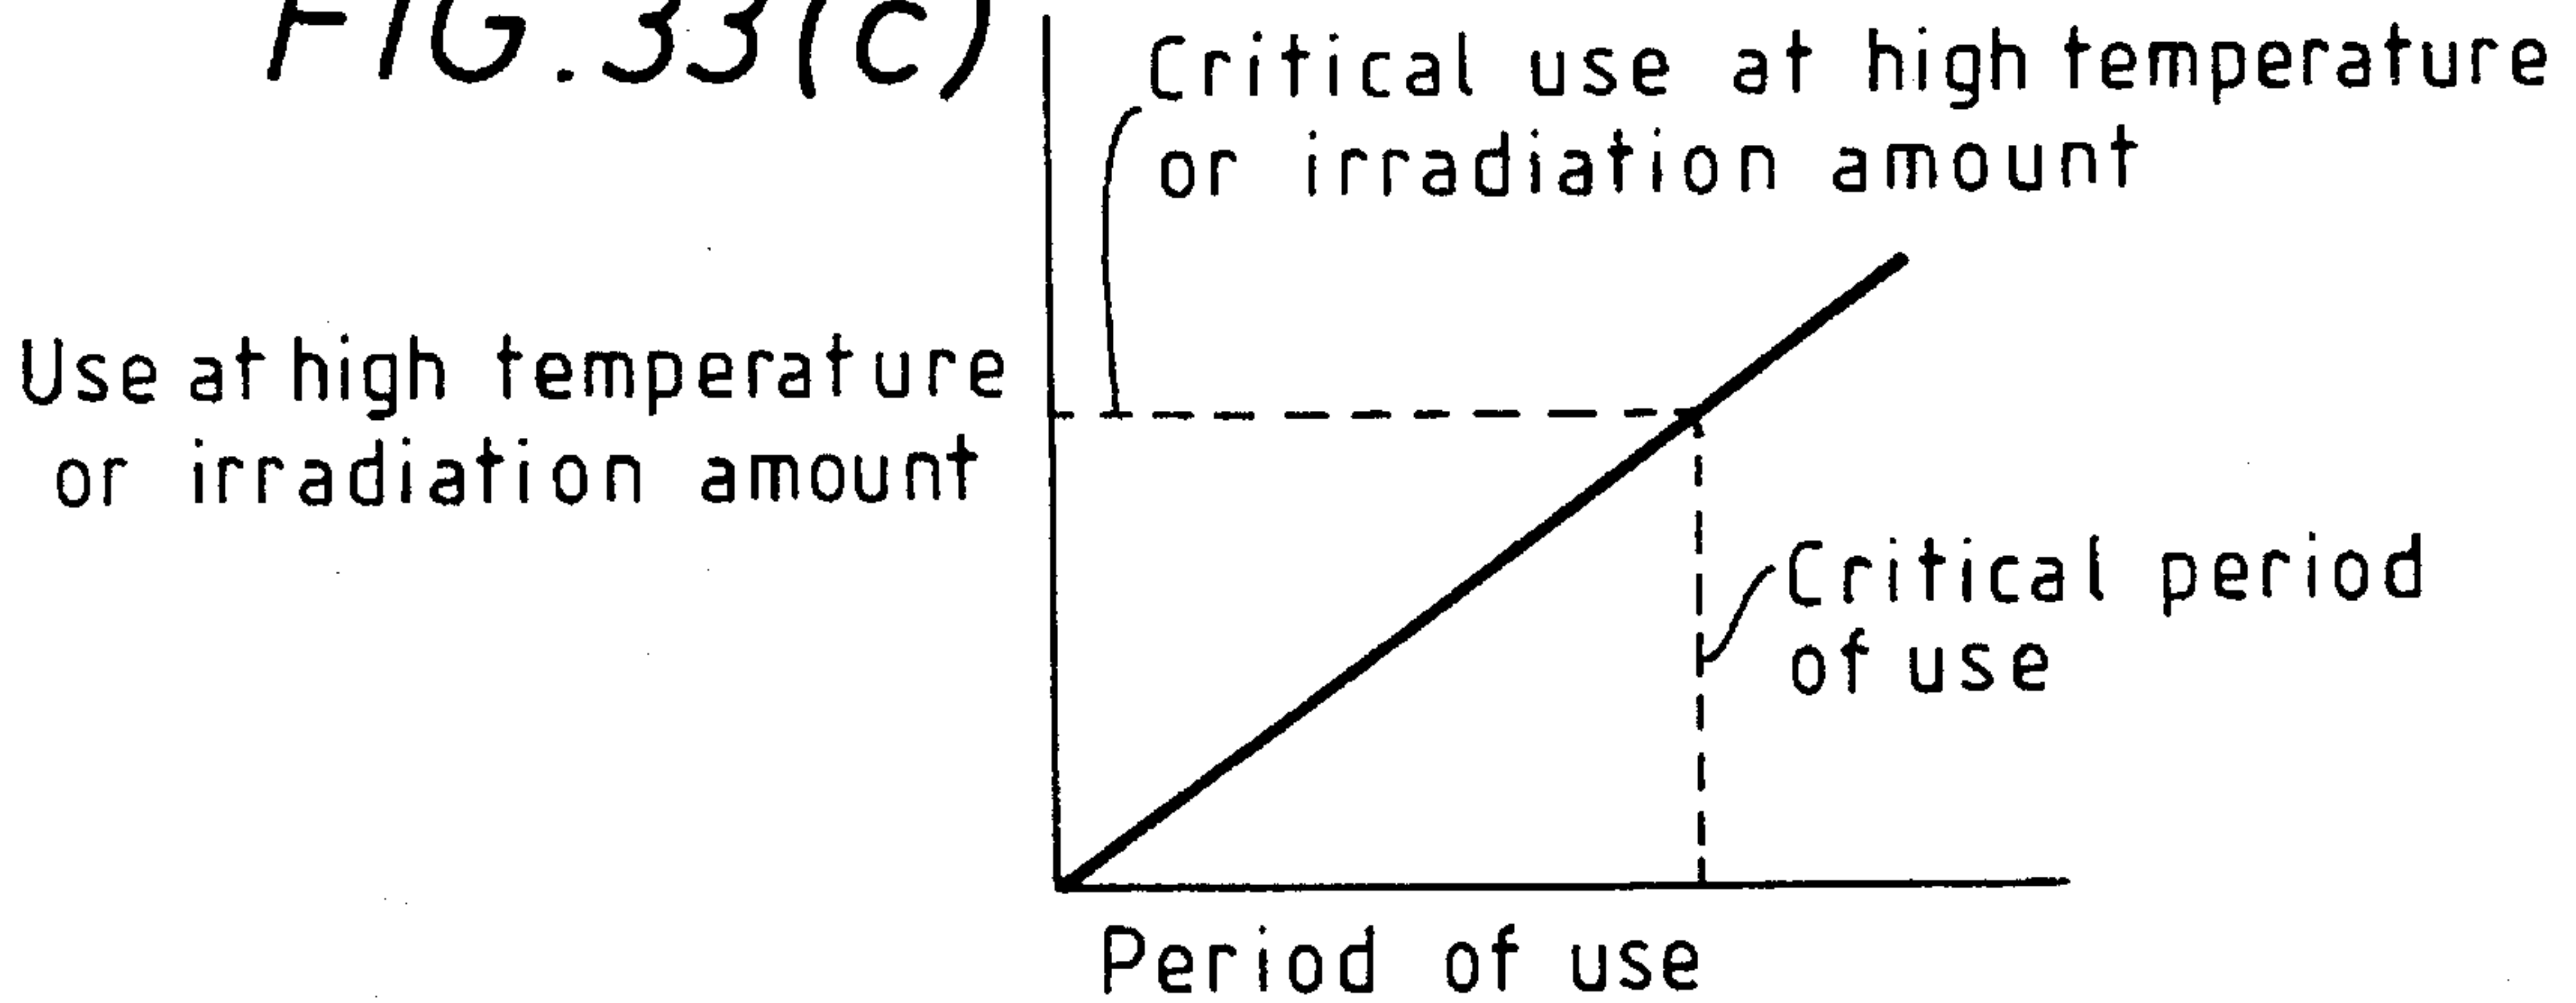 FIG. 33(c)
Critical use at high temperature
or irradiation amount
Use at high temperature
or irradiation amount
Critical period
of use
Period of use